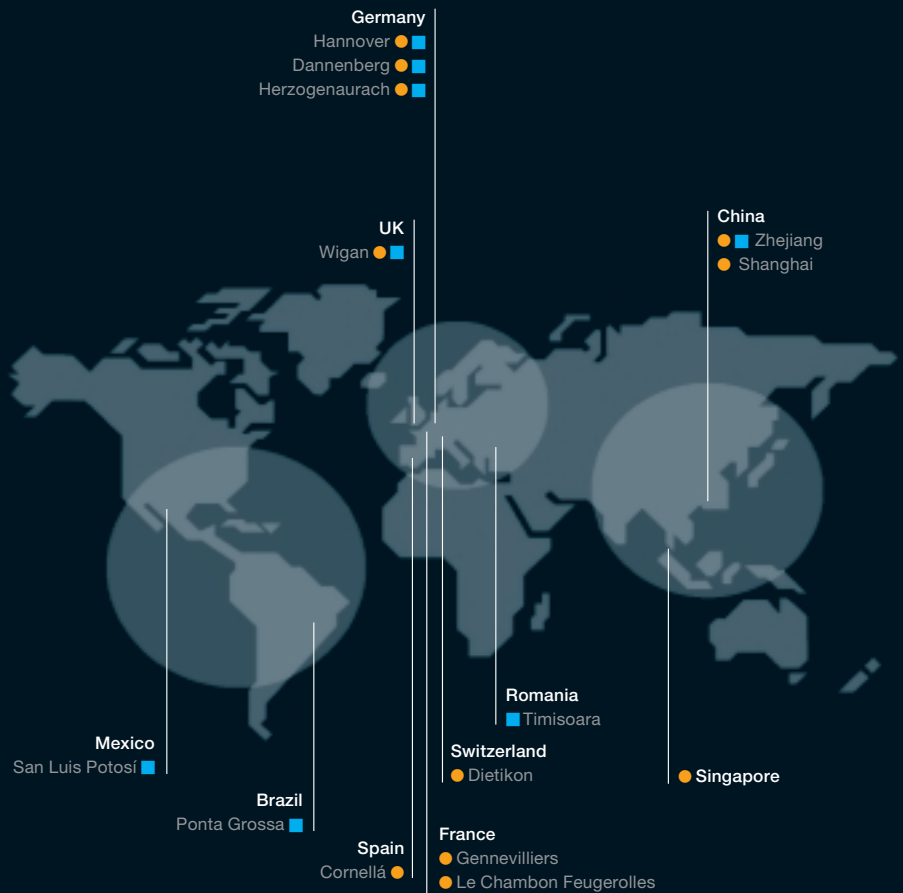 Germany
Hannover
Dannenberg
Herzogenaurach
UK
Wigan
China
Zhejiang
Shanghai
Romania
Timisoara
Mexico
San Luis Potosí
Switzerland
Dietikon
Singapore
Brazil
Ponta Grossa
Spain
Cornellá
France
Gennevilliers
Le Chambon Feugerolles